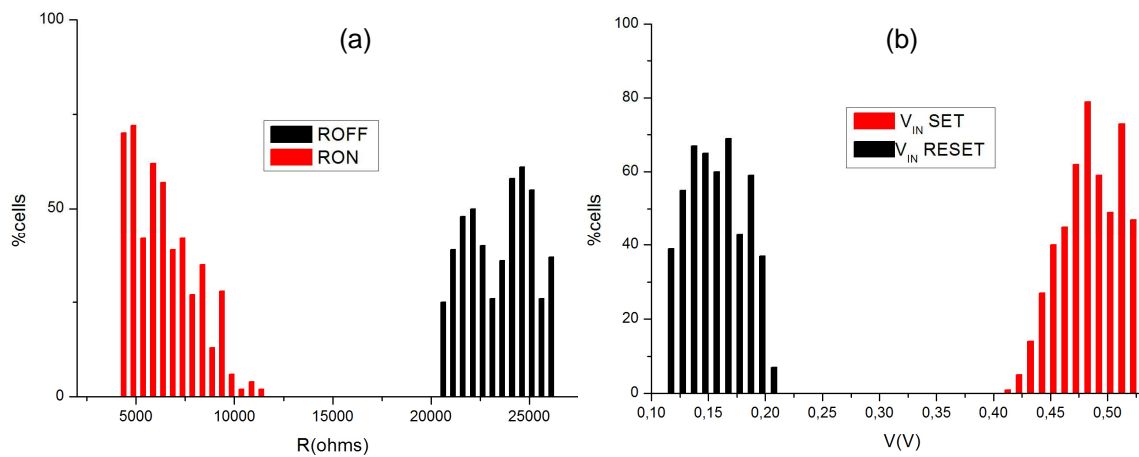 (a)
100
50
0
%cells
ROFF
RON
5000 10000 15000 20000 25000
R(ohms)
(b)
100
80
60
40
20
0
%cells
V_IN SET
V_IN RESET
0,10 0,15 0,20 0,25 0,30 0,35 0,40 0,45 0,50
V(V)